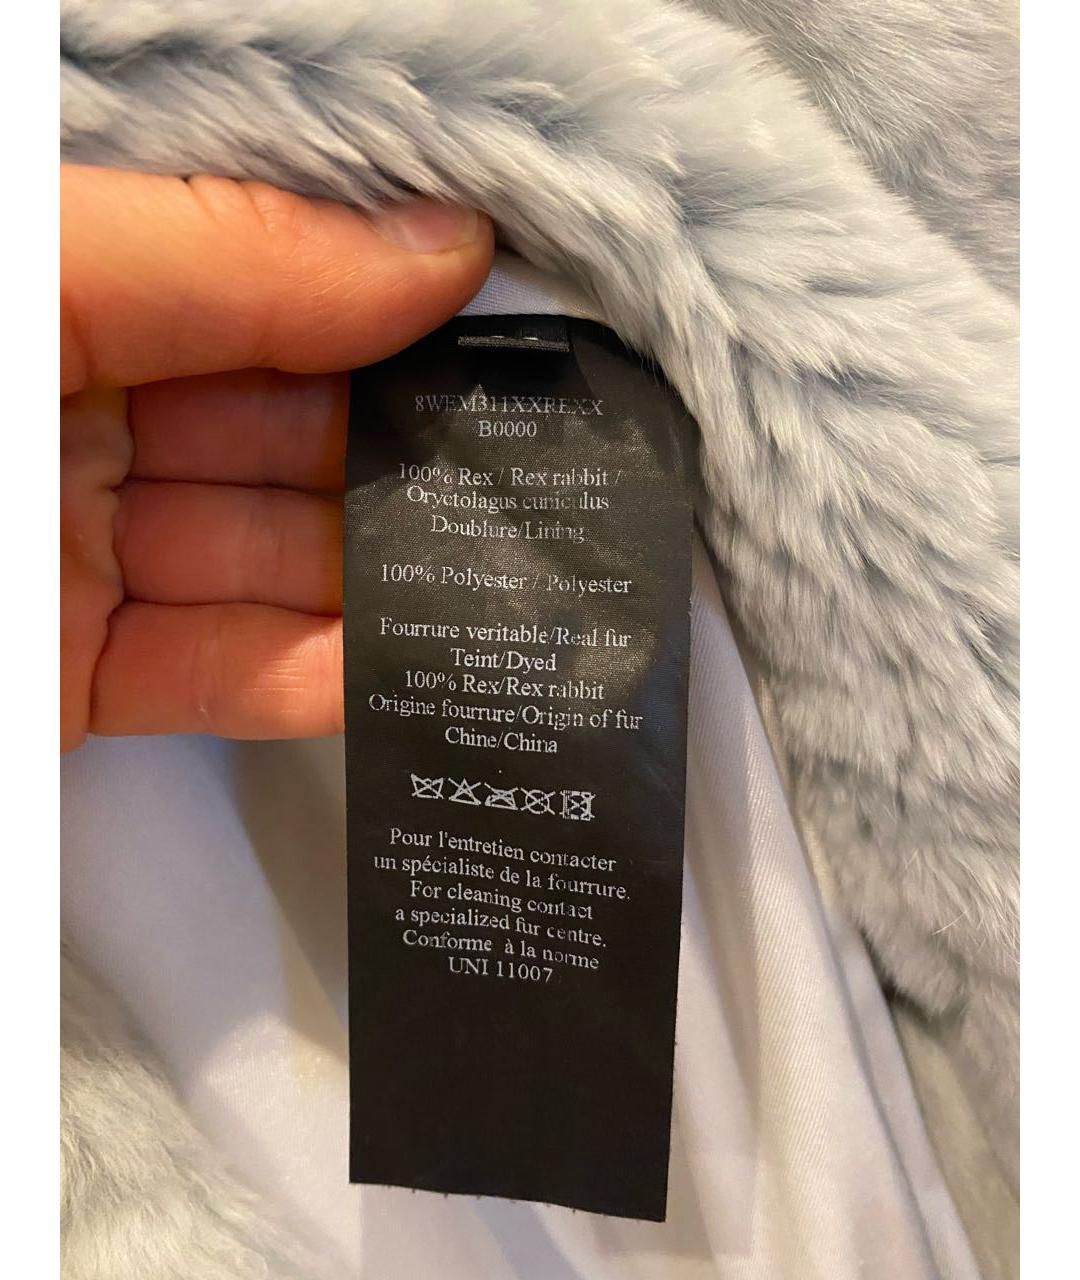 8WEM311XXREXX
B0000
100% Rex / Rex rabbit /
Oryctolagus cuniculus
Doublure/Lining
100% Polyester / Polyester
Fourrure veritable/Real fur
Teint/Dyed
100% Rex/Rex rabbit
Origine fourrure/Origin of fur
Chine/China
Pour l'entretien contacter
un spécialiste de la fourrure.
For cleaning contact
a specialized fur centre.
Conforme à la norme
UNI 11007